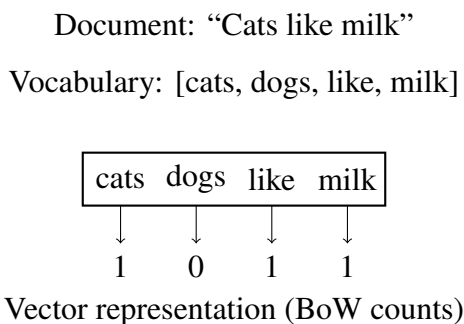 Document: “Cats like milk”
Vocabulary: [cats, dogs, like, milk]
cats dogs like milk
1 0 1 1
Vector representation (BoW counts)